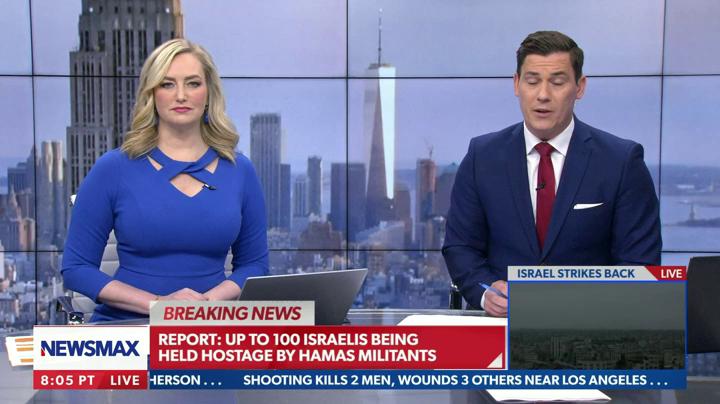 ISRAEL STRIKES BACK LIVE
BREAKING NEWS
REPORT: UP TO 100 ISRAELIS BEING
HELD HOSTAGE BY HAMAS MILITANTS
NEWSMAX
8:05 PT LIVE HERSON . . . SHOOTING KILLS 2 MEN, WOUNDS 3 OTHERS NEAR LOS ANGELES . . .